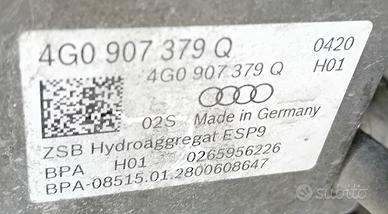 4G0 907 379 Q 0420
4G0 907 379 Q H01
02S Made in Germany
ZSB Hydroaggregat ESP9
BPA H01 0265956226
BPA-08515.01.2800608647
subito